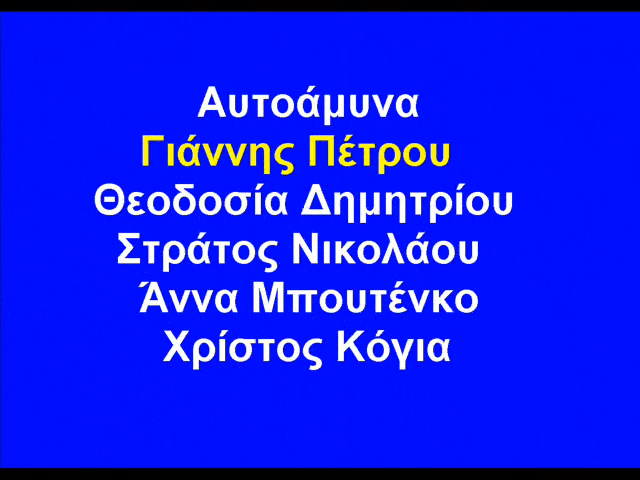 Αυτοάμυνα
Γιάννης Πέτρου
Θεοδοσία Δημητρίου
Στράτος Νικολάου
Άννα Μπουτένκο
Χρίστος Κόγια